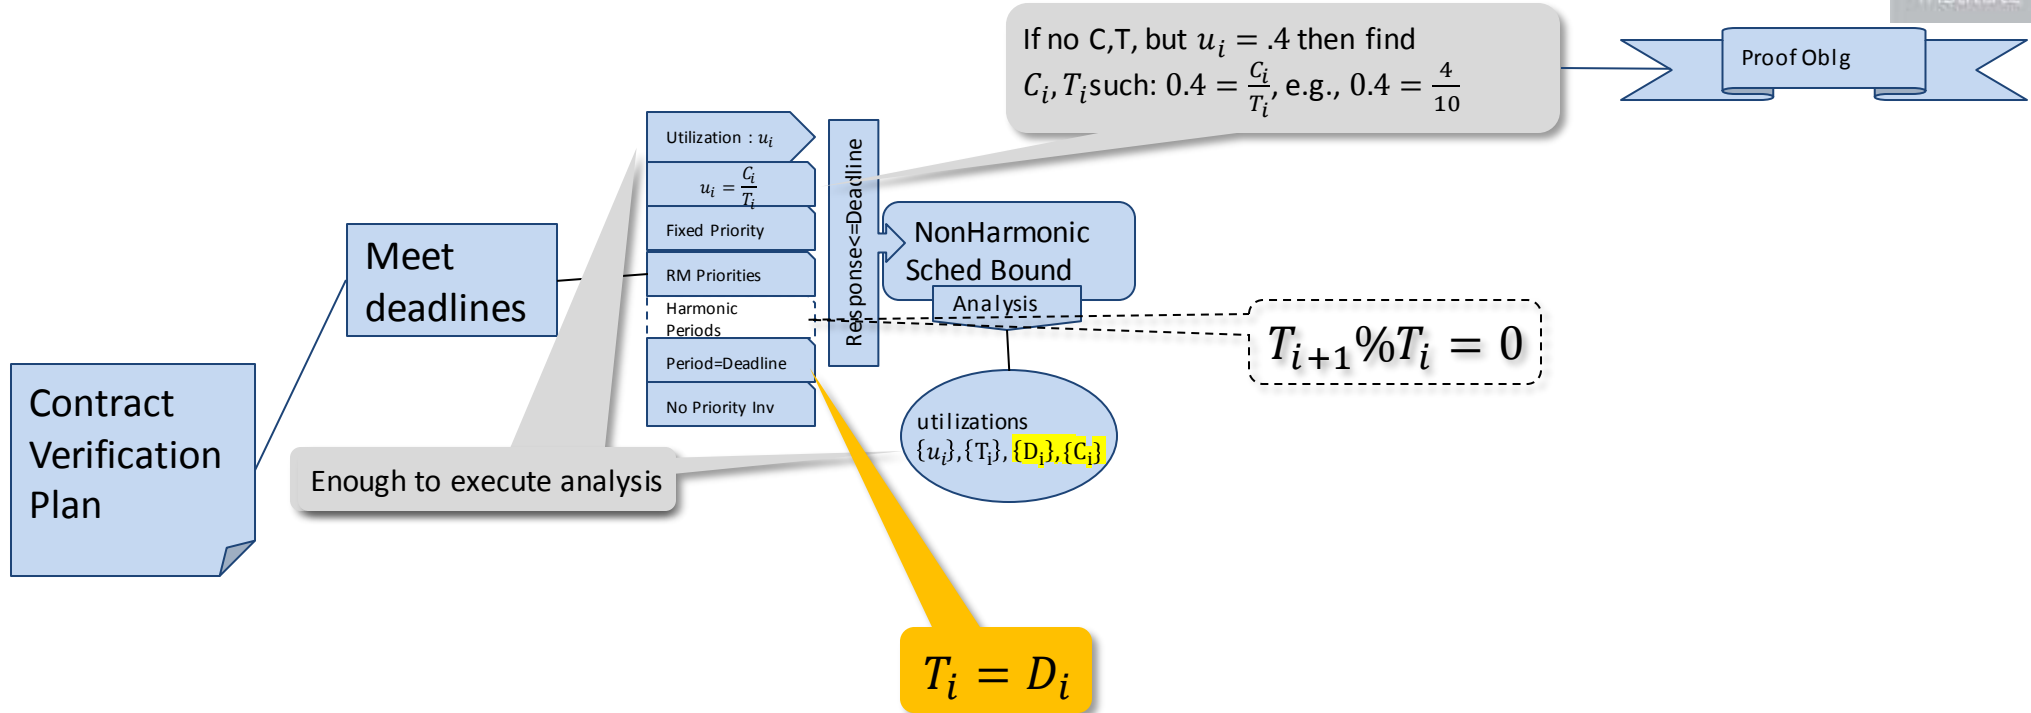 If no C,T, but u_i = .4 then find
C_i, T_i such: 0.4 = C_i/T_i, e.g., 0.4 = 4/10
Proof Oblg
Utilization : u_i
u_i = C_i/T_i
Fixed Priority
RM Priorities
Harmonic
Periods
Period=Deadline
No Priority Inv
Response<=Deadline
NonHarmonic
Sched Bound
Analysis
T_{i+1}%T_i = 0
Meet
deadlines
Contract
Verification
Plan
utilizations
{u_i},{T_i}, {D_i},{C_i}
Enough to execute analysis
T_i = D_i